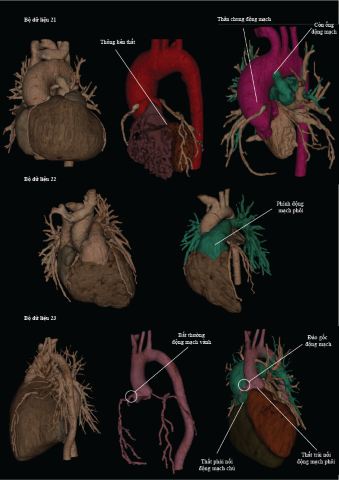 Bộ dữ liệu 21
Thông liên thất
Thân chung động mạch
Còn ống
động mạch
Bộ dữ liệu 22
Phình động
mạch phổi
Bộ dữ liệu 23
Bất thường
động mạch vành
Đảo gốc
động mạch
Thất phải nối
động mạch chủ
Thất trái nối
động mạch phổi